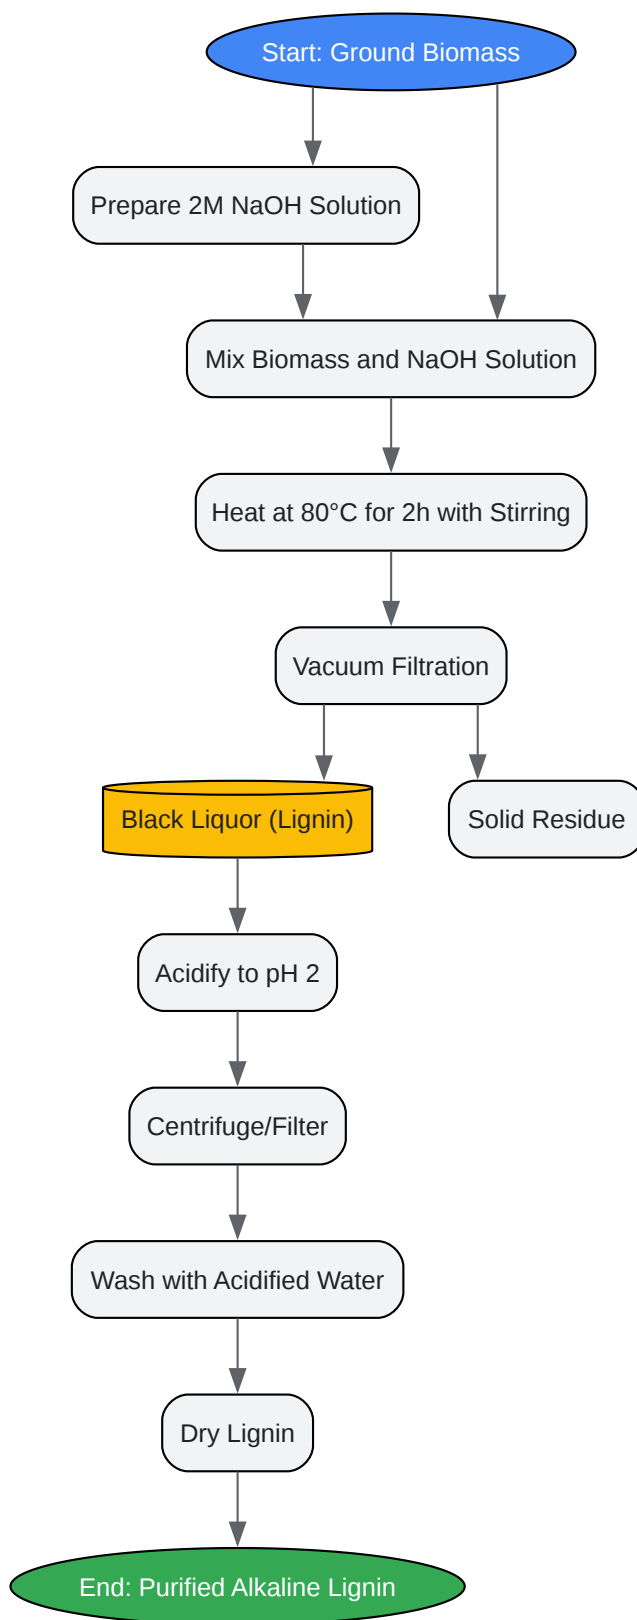 Start: Ground Biomass
Prepare 2M NaOH Solution
Mix Biomass and NaOH Solution
Heat at 80°C for 2h with Stirring
Vacuum Filtration
Black Liquor (Lignin)
Solid Residue
Acidify to pH 2
Centrifuge/Filter
Wash with Acidified Water
Dry Lignin
End: Purified Alkaline Lignin